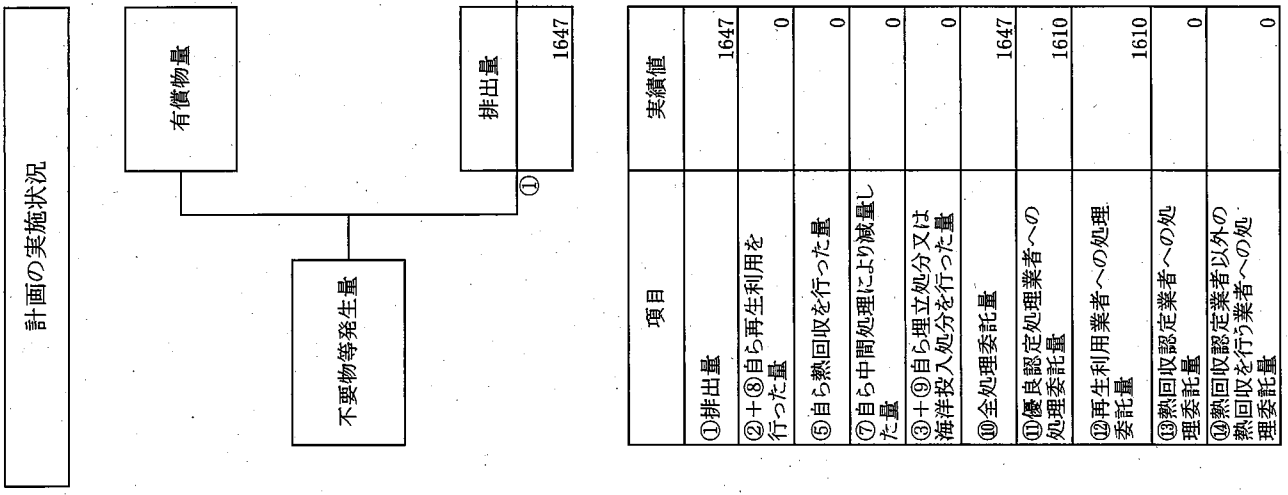 計画の実施状況
不要物等発生量
有償物量
排出量
①
1647
項目
実績値
①排出量
1647
②+⑧自ら再生利用を
行った量
0
⑤自ら熱回収を行った量
0
⑦自ら中間処理により減量し
た量
0
③+⑨自ら埋立処分又は
海洋投入処分を行った量
0
⑩全処理委託量
1647
⑪優良認定処理業者への
処理委託量
1610
⑫再生利用業者への処理
委託量
1610
⑬熱回収認定業者への処
理委託量
0
⑭熱回収認定業者以外の
熱回収を行う業者への処
理委託量
0